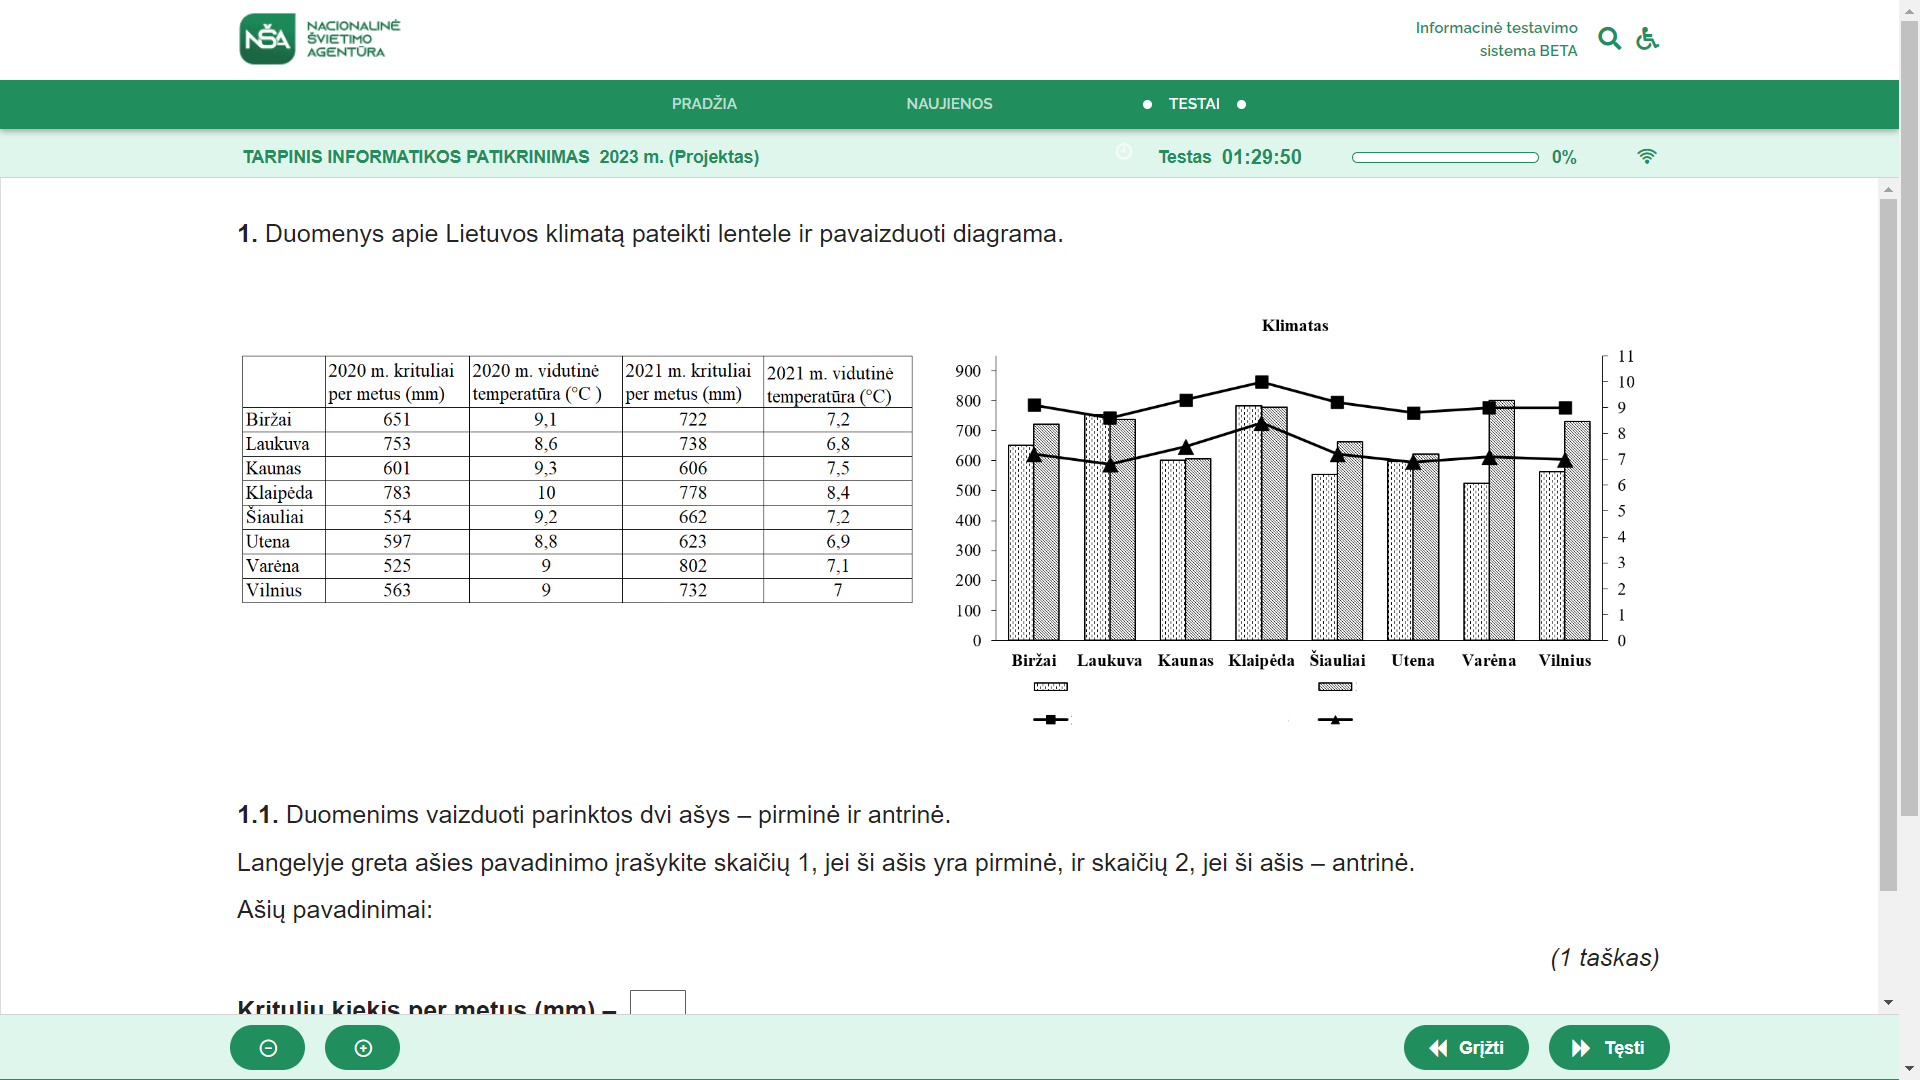 NŠA
NACIONALINĖ
ŠVIETIMO
AGENTŪRA
Informacinė testavimo
sistema BETA
PRADŽIA NAUJIENOS TESTAI
TARPINIS INFORMATIKOS PATIKRINIMAS 2023 m. (Projektas) Testas 01:29:50 0%
1. Duomenys apie Lietuvos klimatą pateikti lentele ir pavaizduoti diagrama.
2020 m. krituliai per metus (mm) 2020 m. vidutinė temperatūra (°C ) 2021 m. krituliai per metus (mm) 2021 m. vidutinė temperatūra (°C)
Biržai 651 9,1 722 7,2
Laukuva 753 8,6 738 6,8
Kaunas 601 9,3 606 7,5
Klaipėda 783 10 778 8,4
Šiauliai 554 9,2 662 7,2
Utena 597 8,8 623 6,9
Varėna 525 9 802 7,1
Vilnius 563 9 732 7
Klimatas
900
800
700
600
500
400
300
200
100
0
11
10
9
8
7
6
5
4
3
2
1
0
Biržai Laukuva Kaunas Klaipėda Šiauliai Utena Varėna Vilnius
1.1. Duomenims vaizduoti parinktos dvi ašys – pirminė ir antrinė.
Langelyje greta ašies pavadinimo įrašykite skaičių 1, jei ši ašis yra pirminė, ir skaičių 2, jei ši ašis – antrinė.
Ašių pavadinimai:
(1 taškas)
Kritulių kiekis per metus (mm) –
Grįžti Tęsti